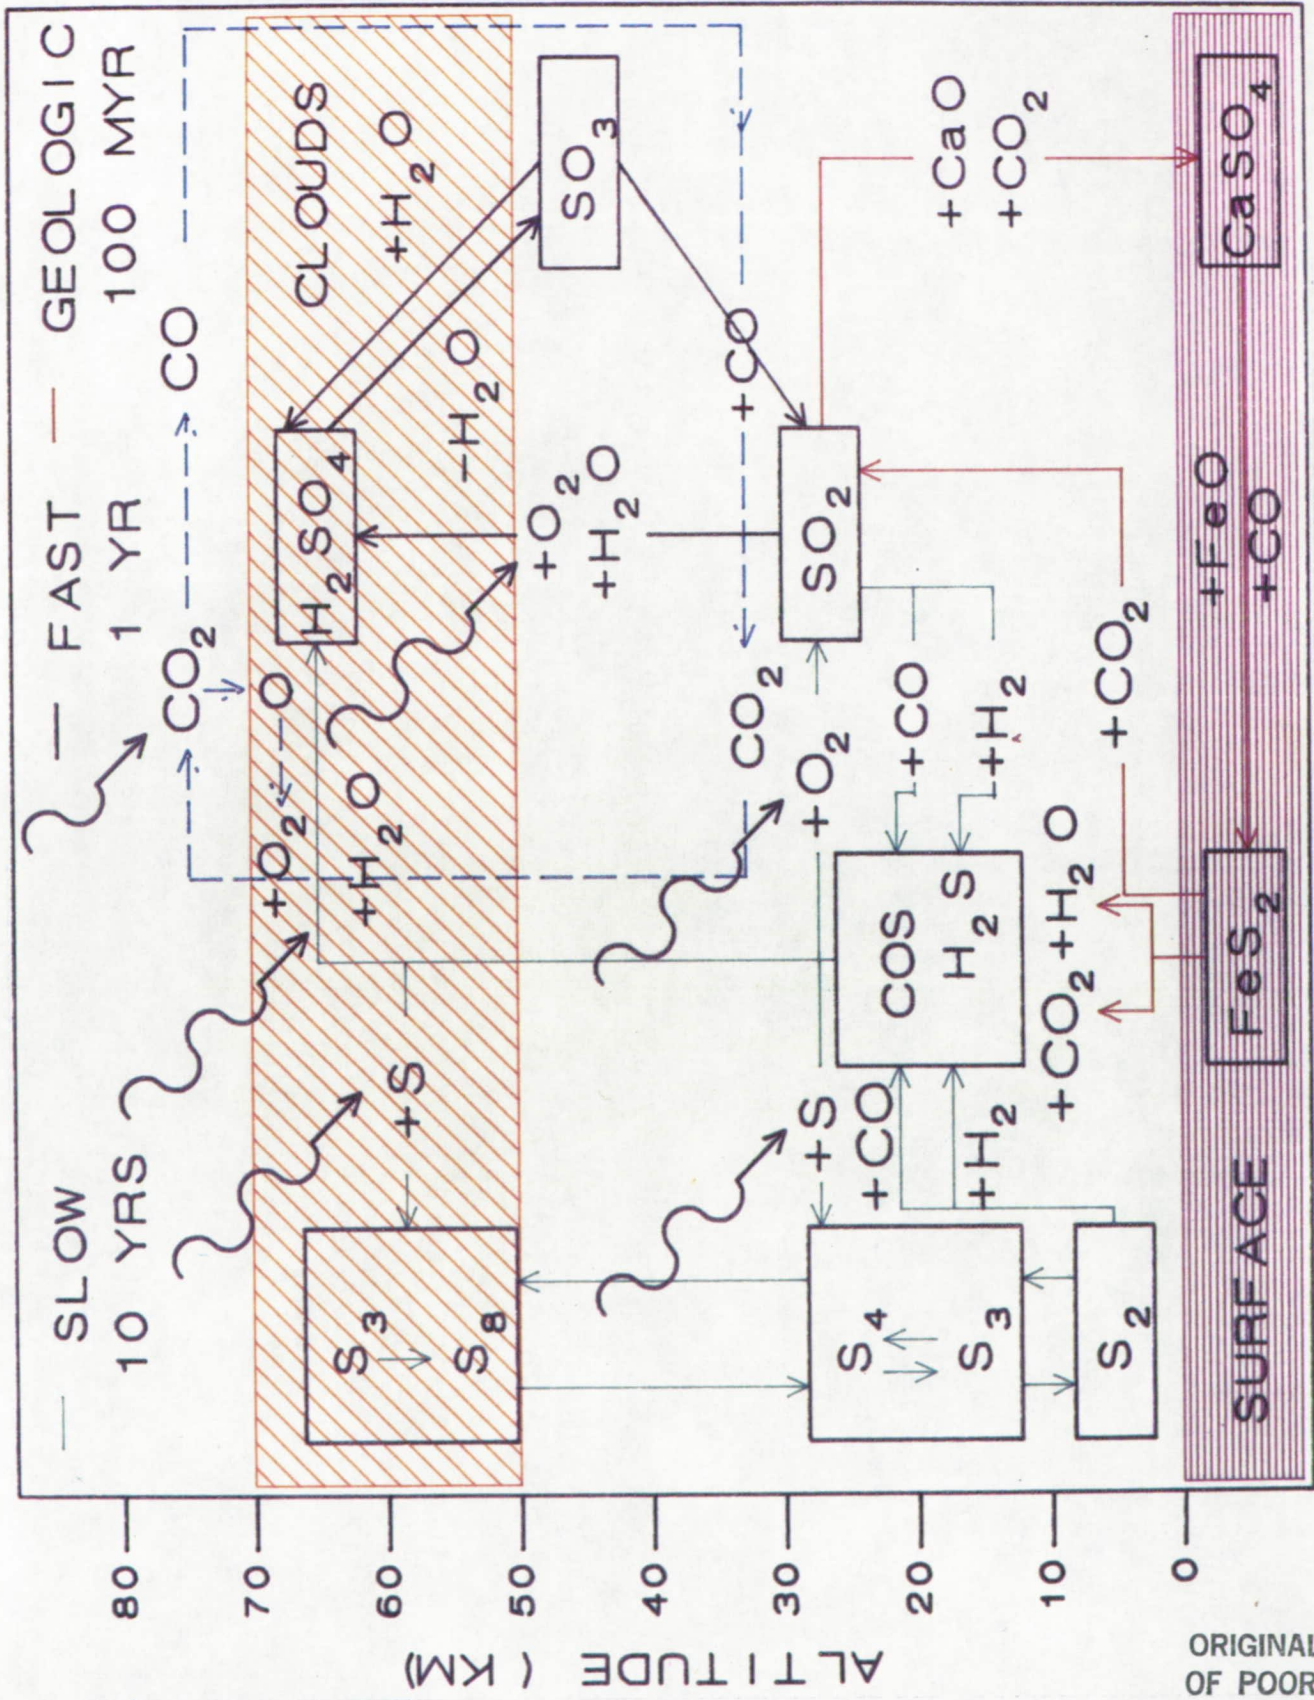 SLOW — FAST — GEOLOGIC
10 YRS 1 YR 100 MYR
CO₂ CO
CLOUDS
+O₂ O
H₂SO₄
+H₂O
+H₂O
-H₂O
+S
S₃
S₈
SO₃
+O₂
+H₂O
CO₂
+CO
+S
+O₂
SO₂
S₄
S₃
+CO
+H₂
COS
H₂S
+CO
+H₂
+CaO
+CO₂
S₂
+CO₂ +H₂O
+CO₂
+FeO
+CO
SURFACE
FeS₂
CaSO₄
80
70
60
50
40
30
20
10
0
ALTITUDE (KM)
ORIGINAL
OF POOR